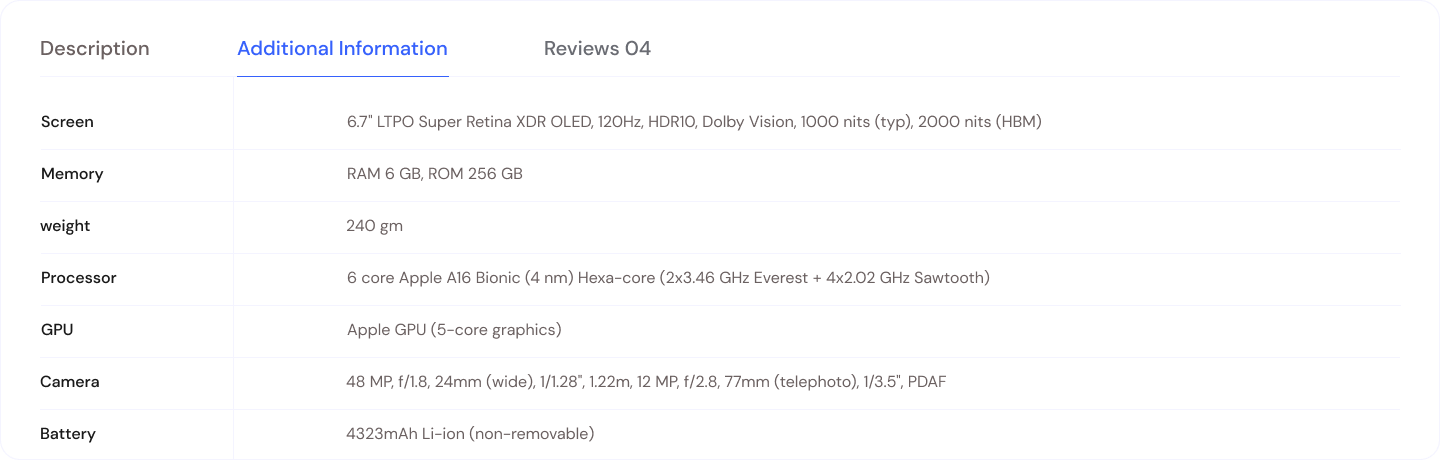 Description Additional Information Reviews 04
Screen 6.7" LTPO Super Retina XDR OLED, 120Hz, HDR10, Dolby Vision, 1000 nits (typ), 2000 nits (HBM)
Memory RAM 6 GB, ROM 256 GB
weight 240 gm
Processor 6 core Apple A16 Bionic (4 nm) Hexa-core (2x3.46 GHz Everest + 4x2.02 GHz Sawtooth)
GPU Apple GPU (5-core graphics)
Camera 48 MP, f/1.8, 24mm (wide), 1/1.28", 1.22m, 12 MP, f/2.8, 77mm (telephoto), 1/3.5", PDAF
Battery 4323mAh Li-ion (non-removable)